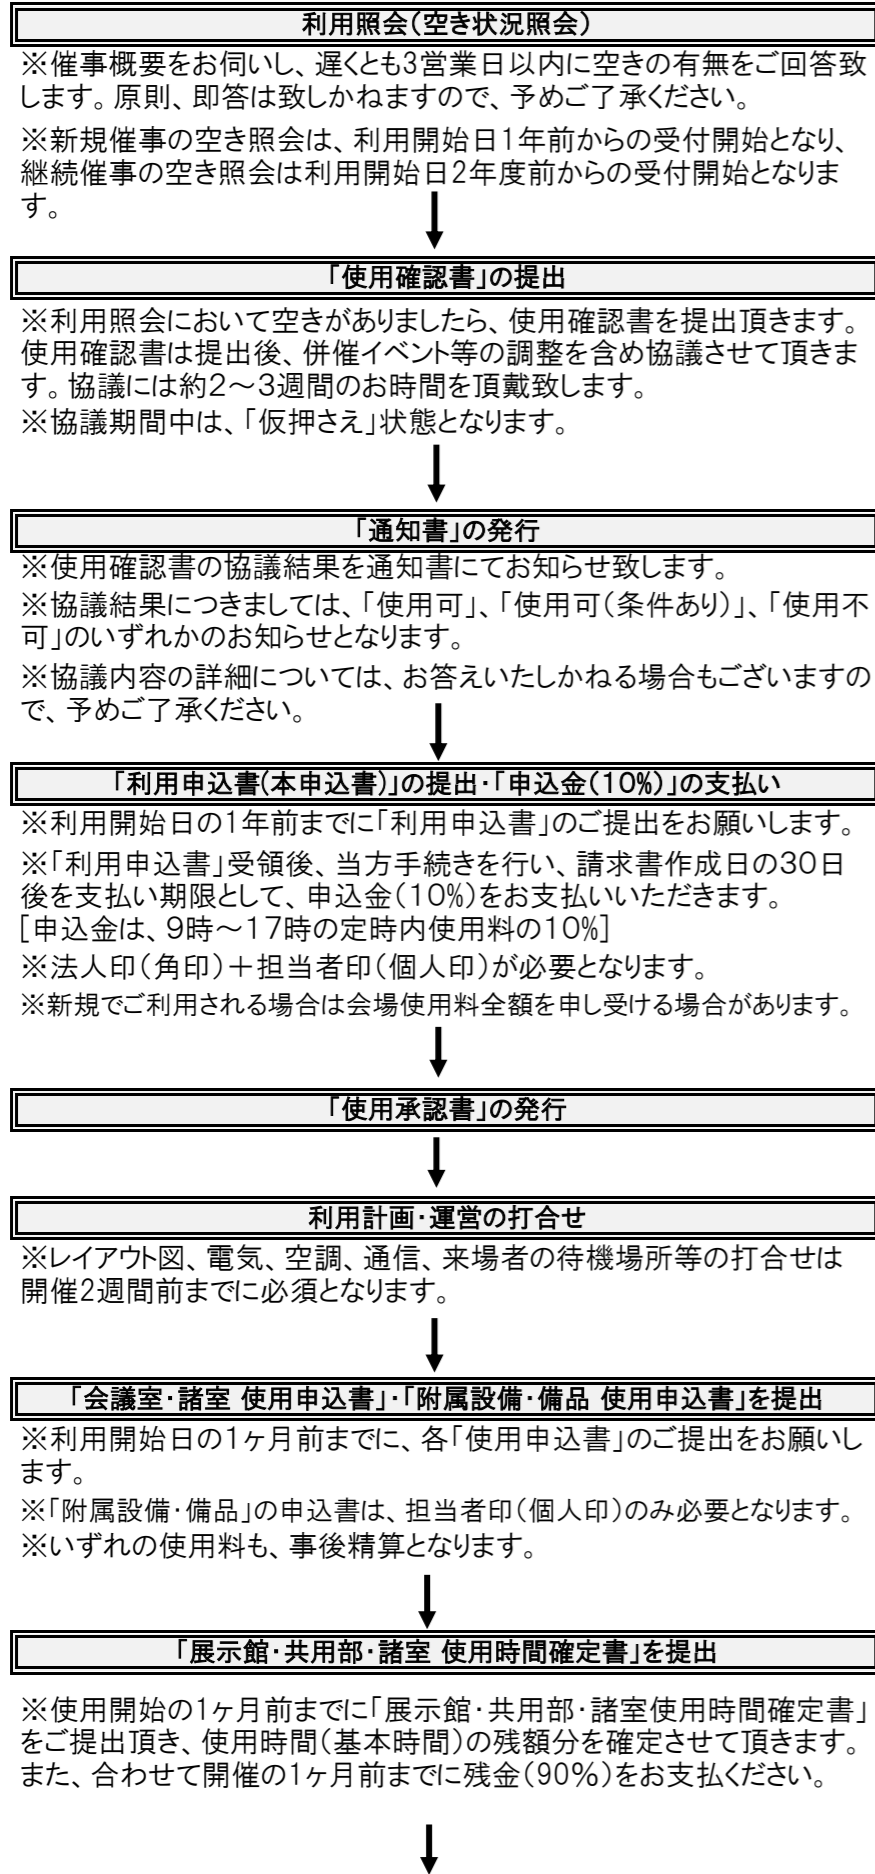 利用照会（空き状況照会）
※催事概要をお伺いし、遅くとも3営業日以内に空きの有無をご回答致
します。原則、即答は致しかねますので、予めご了承ください。
※新規催事の空き照会は、利用開始日1年前からの受付開始となり、
継続催事の空き照会は利用開始日2年度前からの受付開始となりま
す。
「使用確認書」の提出
※利用照会において空きがありましたら、使用確認書を提出頂きます。
使用確認書は提出後、併催イベント等の調整を含め協議させて頂きま
す。協議には約２～３週間のお時間を頂戴致します。
※協議期間中は、「仮押さえ」状態となります。
「通知書」の発行
※使用確認書の協議結果を通知書にてお知らせ致します。
※協議結果につきましては、「使用可」、「使用可（条件あり）」、「使用不
可」のいずれかのお知らせとなります。
※協議内容の詳細については、お答えいたしかねる場合もございますの
で、予めご了承ください。
「利用申込書(本申込書)」の提出・「申込金（10％）」の支払い
※利用開始日の1年前までに「利用申込書」のご提出をお願いします。
※「利用申込書」受領後、当方手続きを行い、請求書作成日の３０日
後を支払い期限として、申込金（１０％）をお支払いいただきます。
[申込金は、９時～１７時の定時内使用料の１０％]
※法人印（角印）＋担当者印（個人印）が必要となります。
※新規でご利用される場合は会場使用料全額を申し受ける場合があります。
「使用承認書」の発行
利用計画・運営の打合せ
※レイアウト図、電気、空調、通信、来場者の待機場所等の打合せは
開催2週間前までに必須となります。
「会議室・諸室 使用申込書」・「附属設備・備品 使用申込書」を提出
※利用開始日の１ヶ月前までに、各「使用申込書」のご提出をお願いし
ます。
※「附属設備・備品」の申込書は、担当者印（個人印）のみ必要となります。
※いずれの使用料も、事後精算となります。
「展示館・共用部・諸室 使用時間確定書」を提出
※使用開始の1ヶ月前までに「展示館・共用部・諸室使用時間確定書」
をご提出頂き、使用時間（基本時間）の残額分を確定させて頂きます。
また、合わせて開催の1ヶ月前までに残金（90％）をお支払ください。